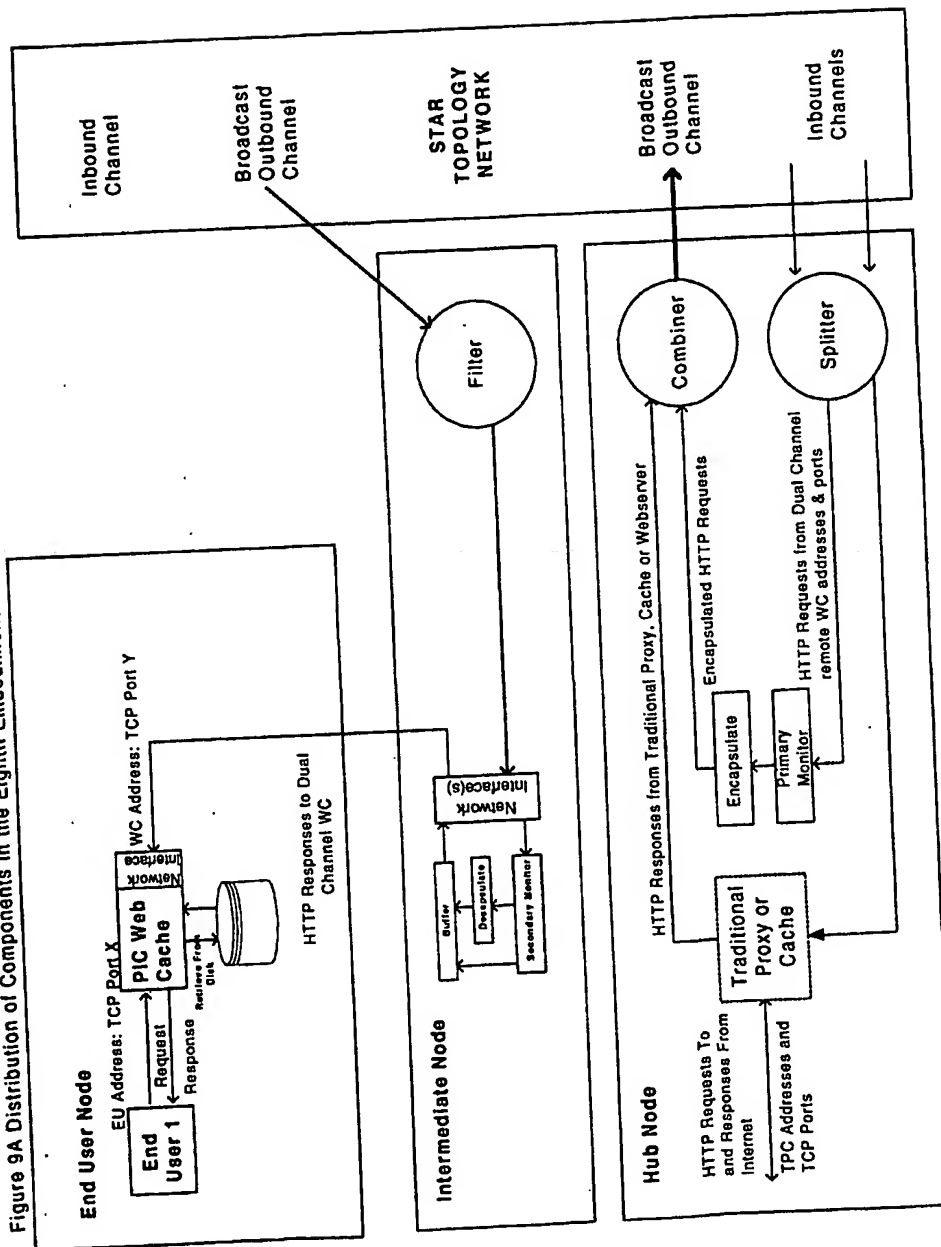 Figure 9A Distribution of Components in the Eighth
End User Node
EU Address: TCP Port X
WC Address: TCP Port Y
End
User 1
Request
Response
PIC Web
Cache
Network
Interface
Retrieve From
Disk
HTTP Responses to Dual
Channel WC
Intermediate Node
Buffer
Decapsulate
Secondary Monitor
Network
Interface(s)
Filter
Hub Node
HTTP Requests To
and Responses From
Internet
TPC Addresses and
TCP Ports
Traditional
Proxy or
Cache
HTTP Responses from Traditional Proxy, Cache or Webserver
Encapsulate
Primary
Monitor
Encapsulated HTTP Requests
HTTP Requests from Dual Channel
remote WC addresses & ports
Combiner
Splitter
Inbound
Channel
Broadcast
Outbound
Channel
STAR
TOPOLOGY
NETWORK
Broadcast
Outbound
Channel
Inbound
Channels